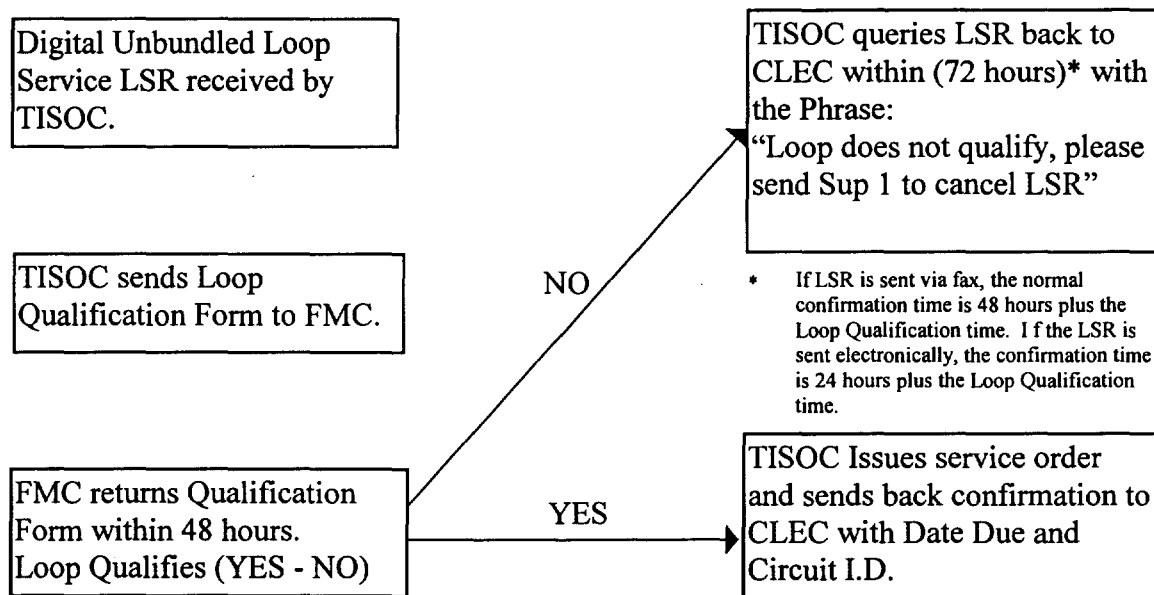 Digital Unbundled Loop
Service LSR received by
TISOC.
TISOC sends Loop
Qualification Form to FMC.
FMC returns Qualification
Form within 48 hours.
Loop Qualifies (YES - NO)
NO
YES
TISOC queries LSR back to
CLEC within (72 hours)* with
the Phrase:
“Loop does not qualify, please
send Sup 1 to cancel LSR”
* If LSR is sent via fax, the normal
confirmation time is 48 hours plus the
Loop Qualification time. I f the LSR is
sent electronically, the confirmation time
is 24 hours plus the Loop Qualification
time.
TISOC Issues service order
and sends back confirmation to
CLEC with Date Due and
Circuit I.D.